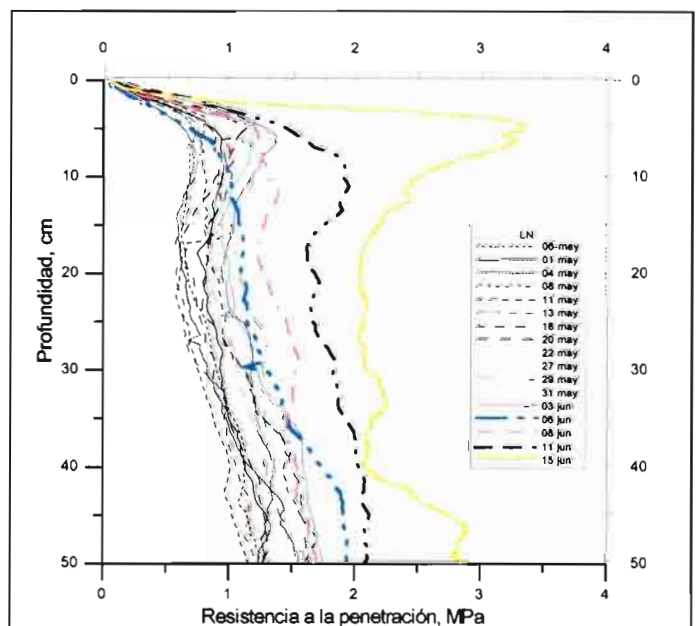 0 1 2 3 4
0 0
10 10
20 20
30 30
40 40
50 50
0 1 2 3 4
Profundidad, cm
Resistencia a la penetración, MPa
LN
06-may
01 may
04 may
08 may
11 may
13 may
18 may
20 may
22 may
27 may
29 may
31 may
03 jun
06 jun
08 jun
11 jun
15 jun